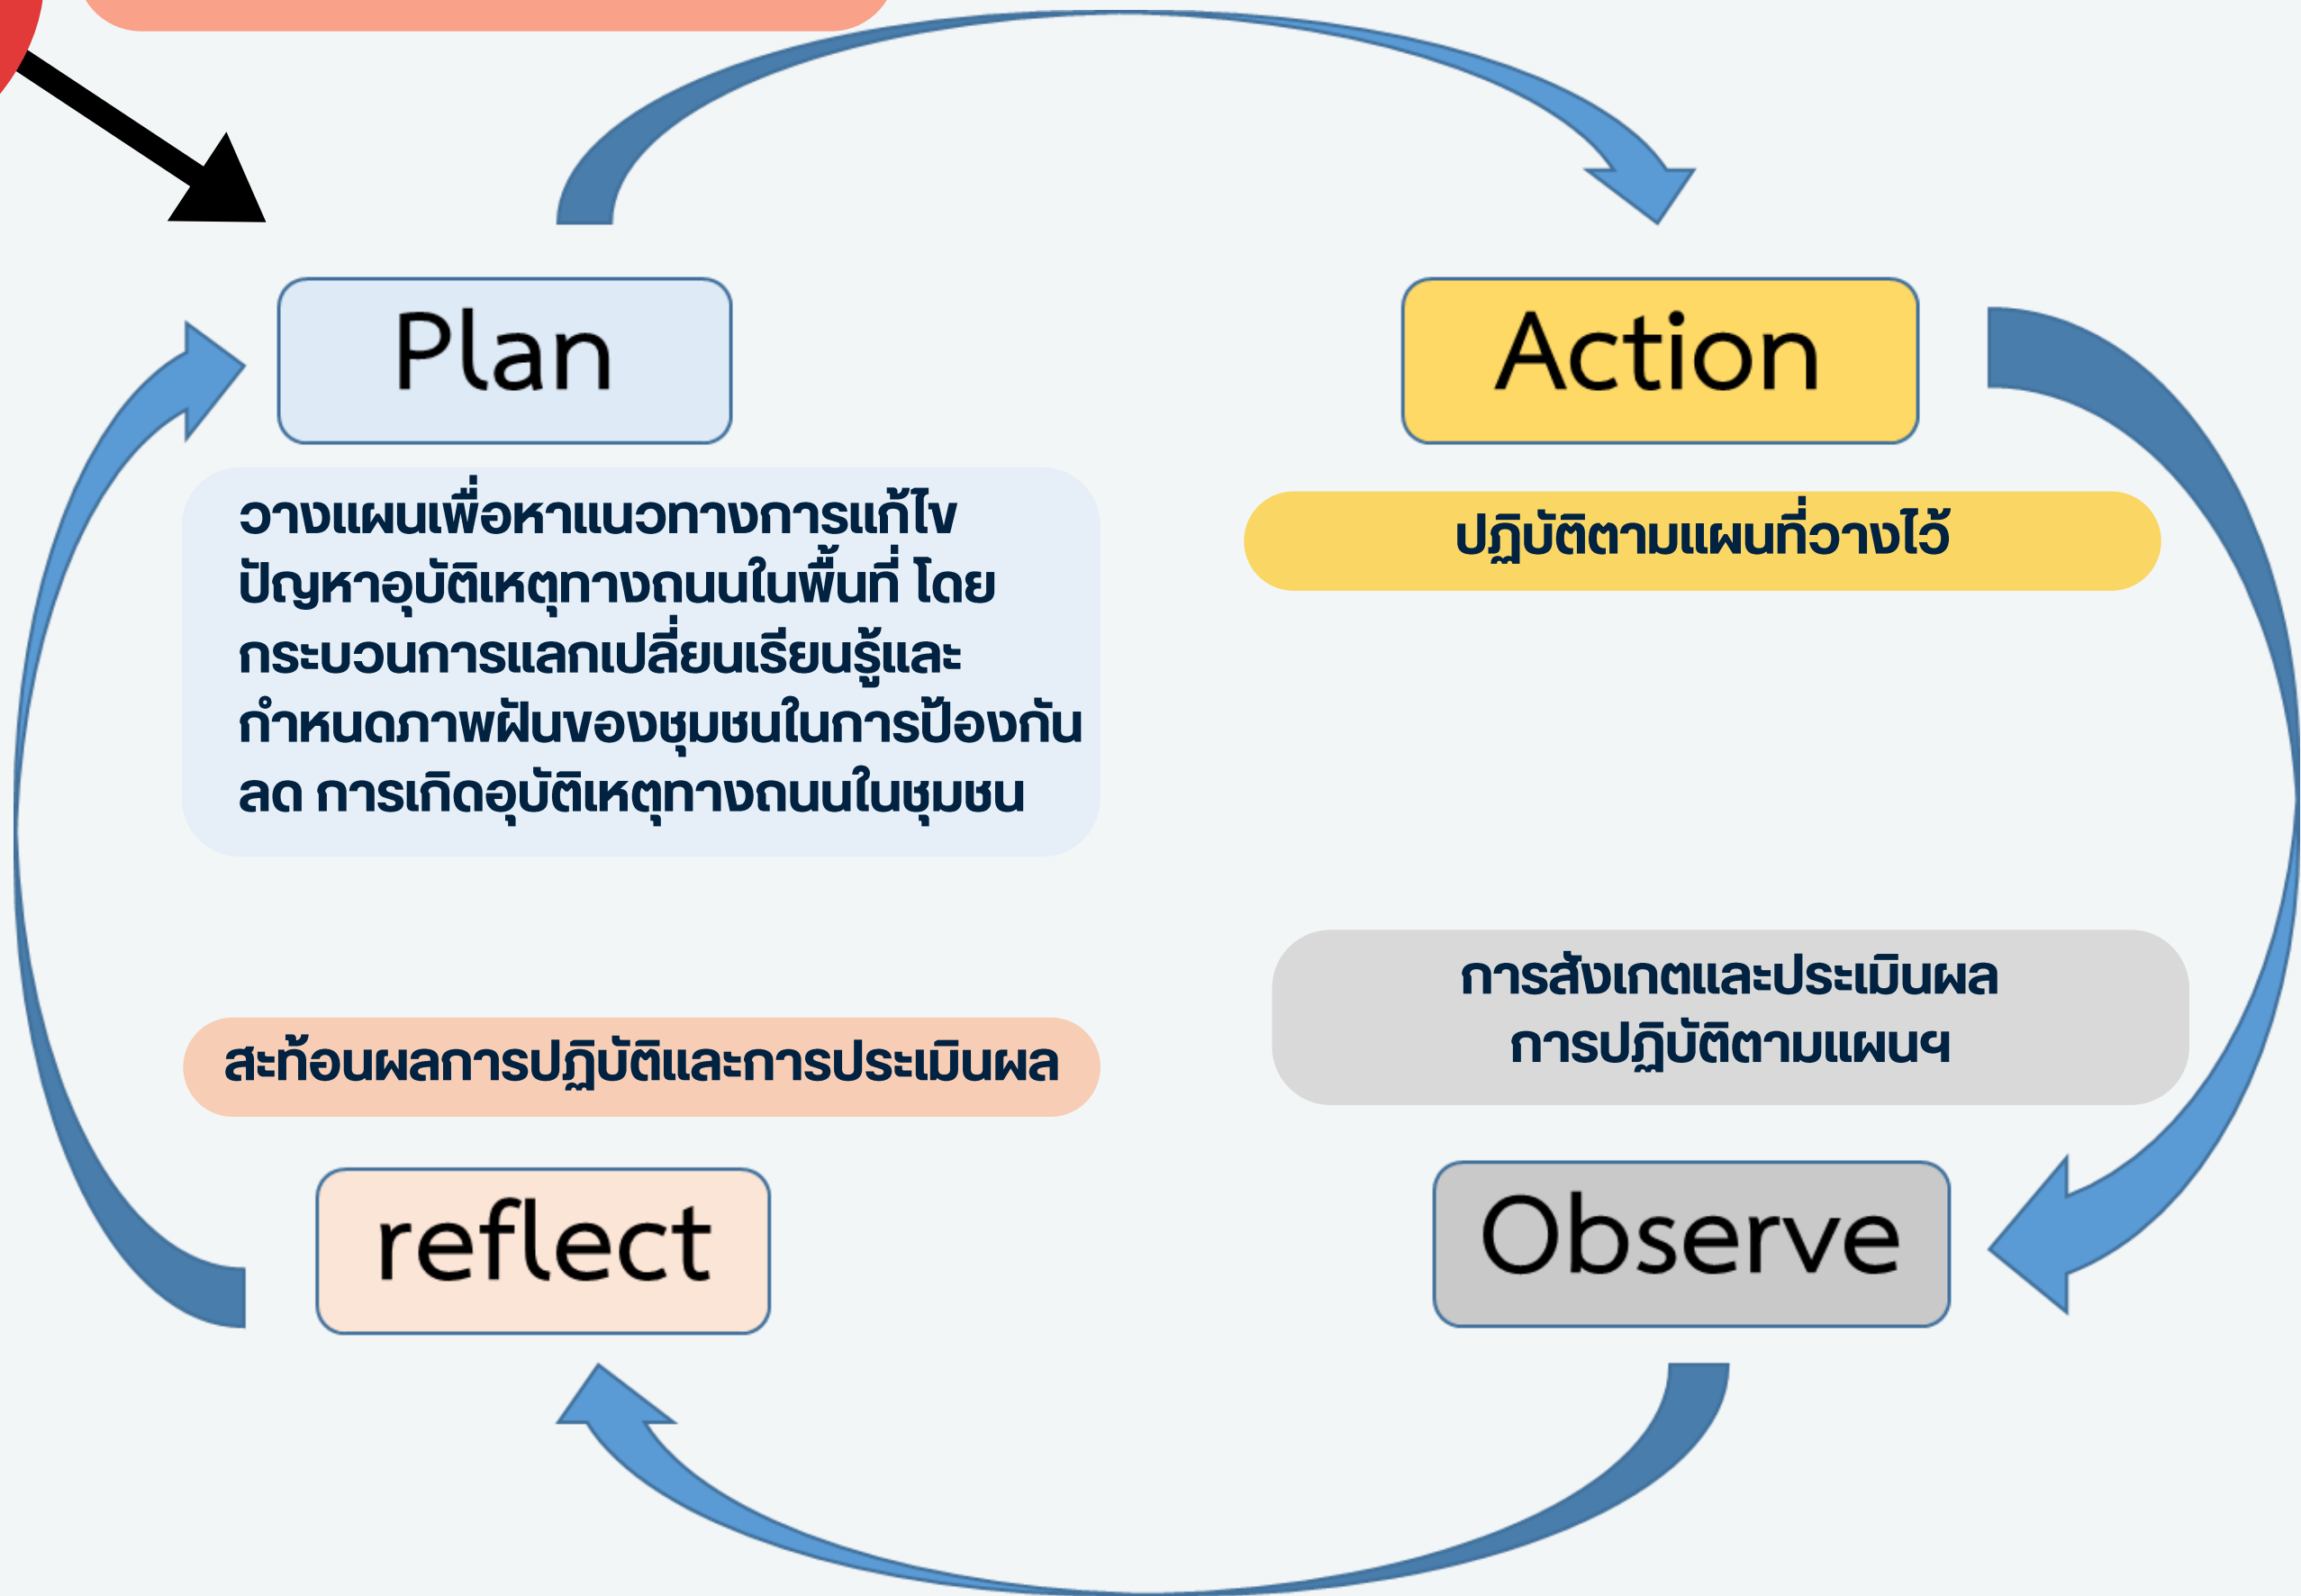 Plan
วางแผนเพื่อหาแนวทางการแก้ไข
ปัญหาอุบัติเหตุทางถนนในพื้นที่ โดย
กระบวนการแลกเปลี่ยนเรียนรู้และ
กำหนดภาพฝันของชุมชนในการป้องกัน
ลด การเกิดอุบัติเหตุทางถนนในชุมชน
Action
ปฏิบัติตามแผนที่วางไว้
การสังเกตและประเมินผล
การปฏิบัติตามแผนฯ
Observe
สะท้อนผลการปฏิบัติและการประเมินผล
reflect